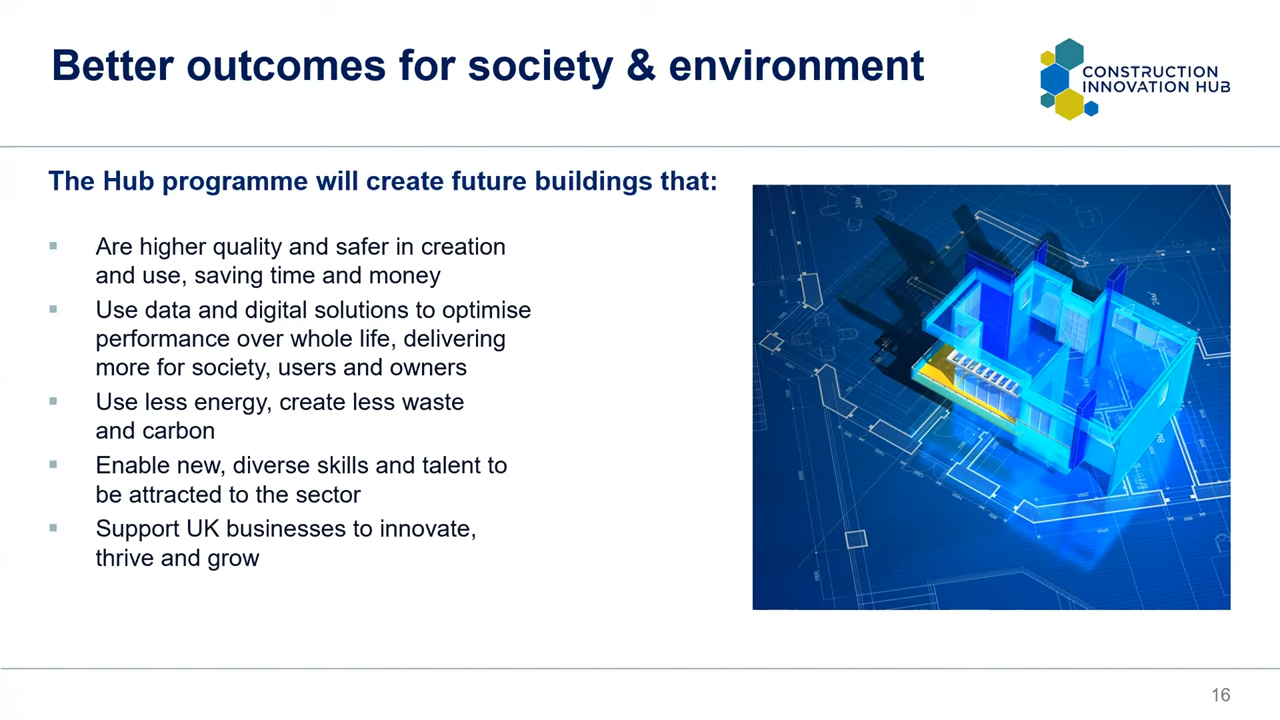 Better outcomes for society & environment
CONSTRUCTION
INNOVATION HUB
The Hub programme will create future buildings that:
Are higher quality and safer in creation
and use, saving time and money
Use data and digital solutions to optimise
performance over whole life, delivering
more for society, users and owners
Use less energy, create less waste
and carbon
Enable new, diverse skills and talent to
be attracted to the sector
Support UK businesses to innovate,
thrive and grow
16